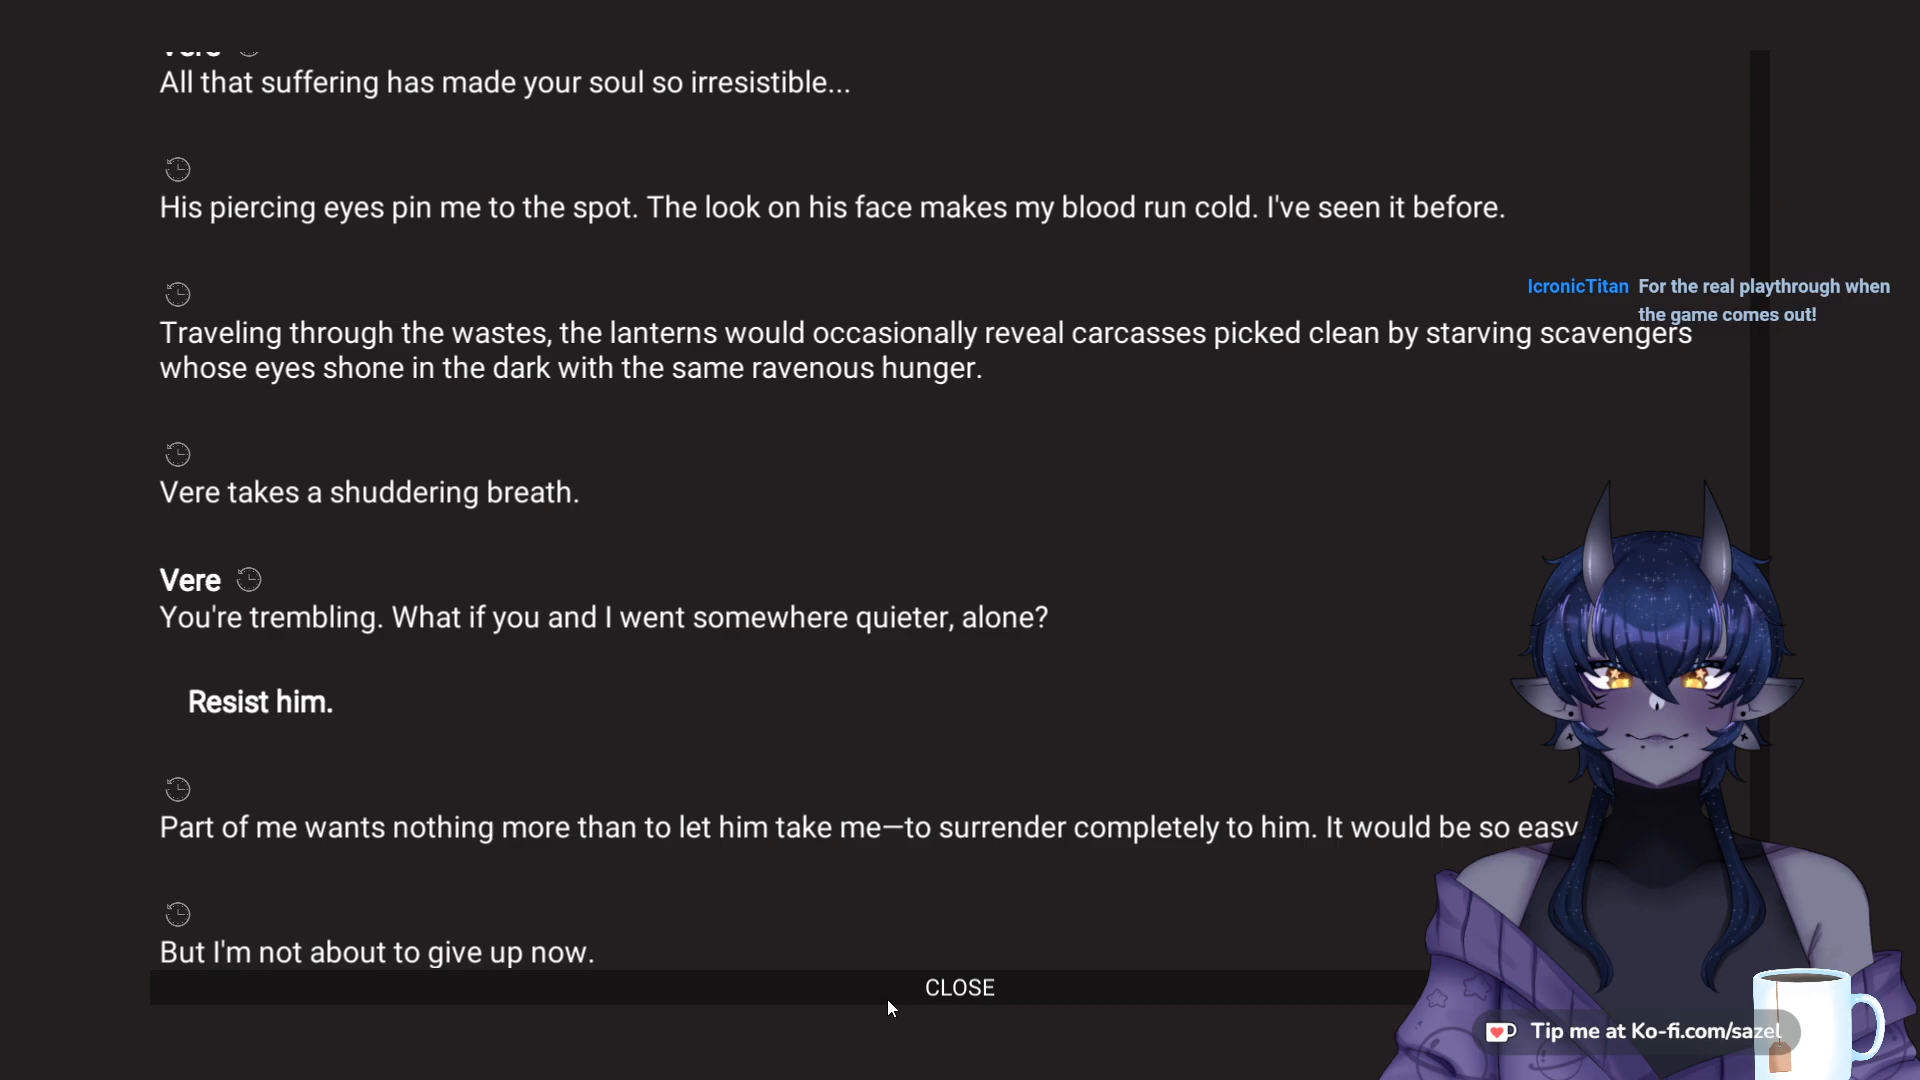 Vere
All that suffering has made your soul so irresistible...
His piercing eyes pin me to the spot. The look on his face makes my blood run cold. I've seen it before.
IcronicTitan For the real playthrough when
the game comes out!
Traveling through the wastes, the lanterns would occasionally reveal carcasses picked clean by starving scavengers
whose eyes shone in the dark with the same ravenous hunger.
Vere takes a shuddering breath.
Vere
You're trembling. What if you and I went somewhere quieter, alone?
Resist him.
Part of me wants nothing more than to let him take me—to surrender completely to him. It would be so easy
But I'm not about to give up now.
CLOSE
Tip me at Ko-fi.com/sazel